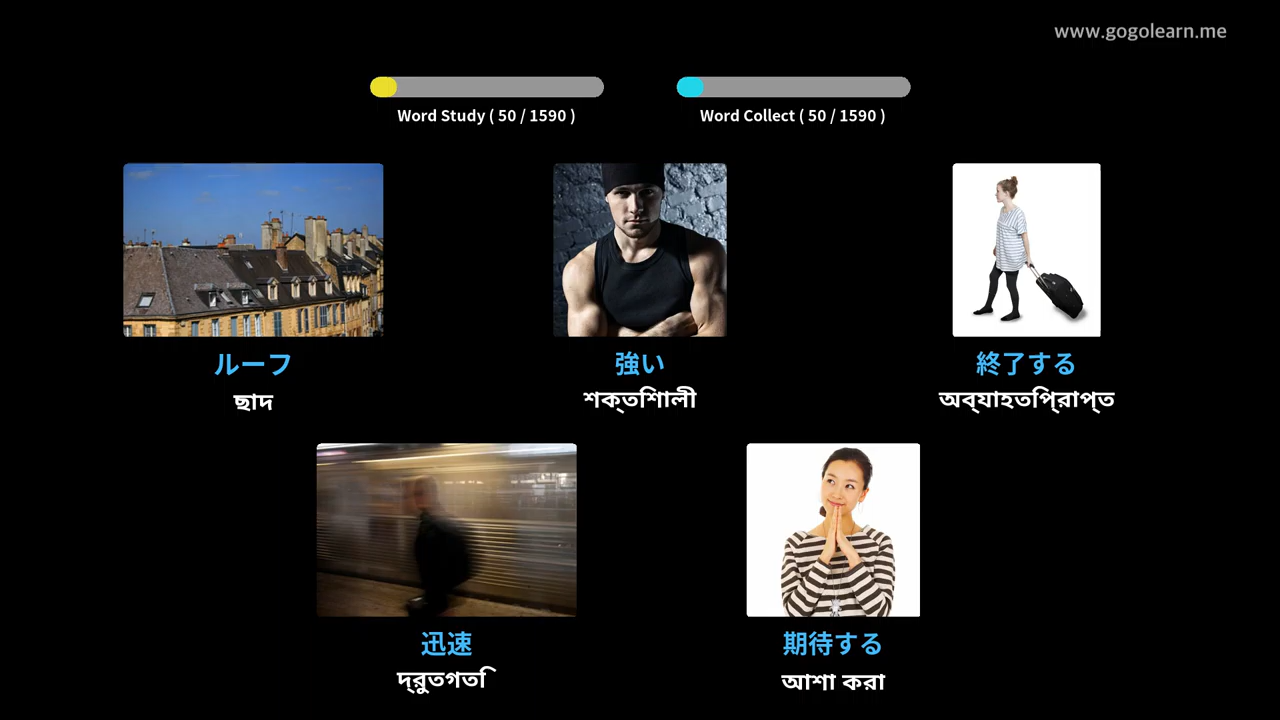 www.gogolearn.me
Word Study ( 50 / 1590 )
Word Collect ( 50 / 1590 )
ルーフ
ছাদ
強い
শক্তিশালী
終了する
অব্যাহতিপ্রাপ্ত
迅速
দ্রুতগতি
期待する
আশা করা